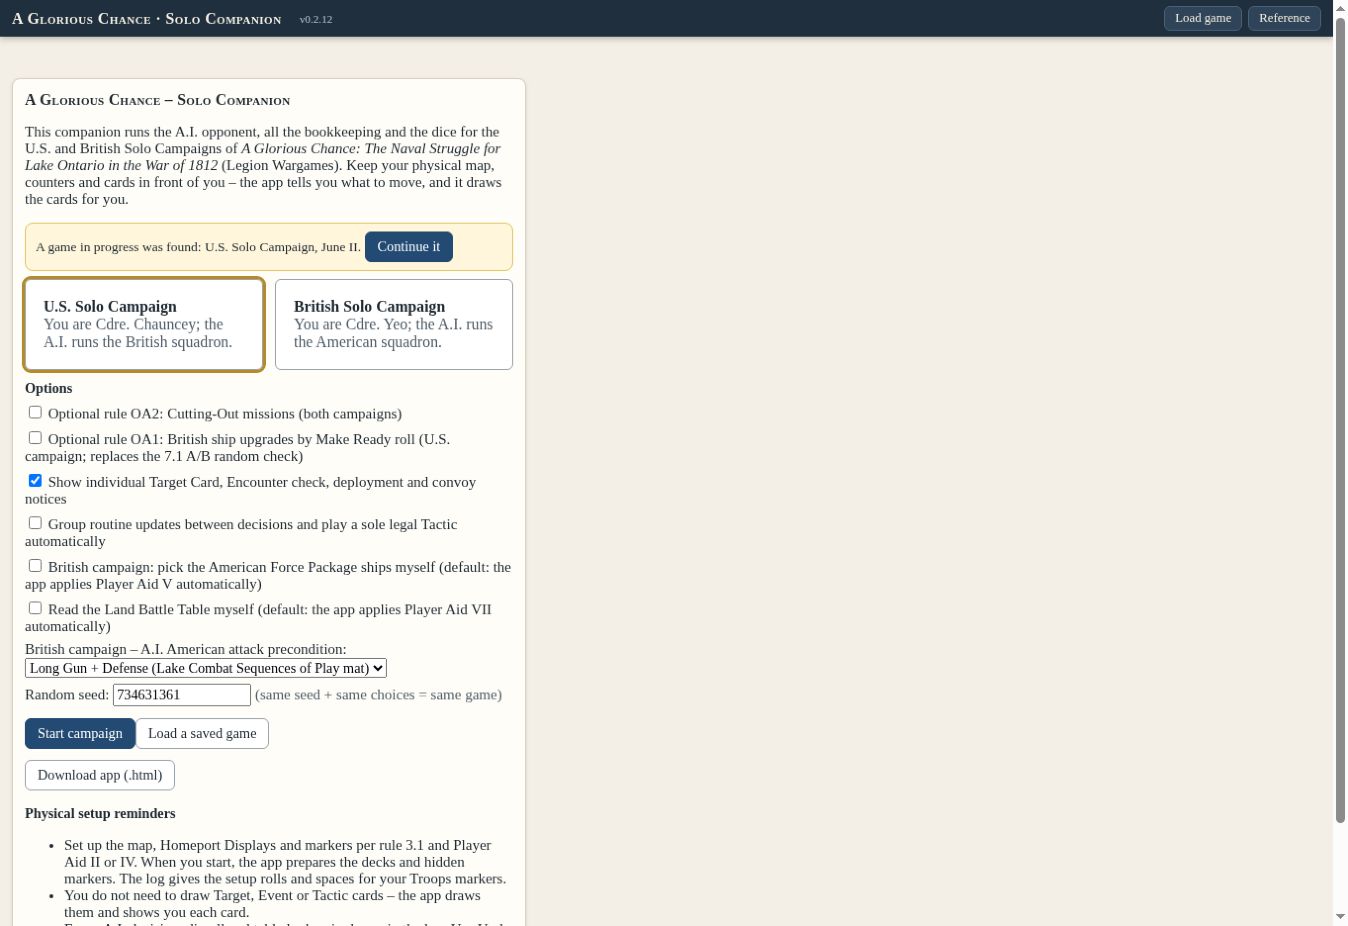 A Glorious Chance · Solo Companion v0.2.12 Load game Reference
A Glorious Chance – Solo Companion
This companion runs the A.I. opponent, all the bookkeeping and the dice for the
U.S. and British Solo Campaigns of A Glorious Chance: The Naval Struggle for
Lake Ontario in the War of 1812 (Legion Wargames). Keep your physical map,
counters and cards in front of you – the app tells you what to move, and it draws
the cards for you.
A game in progress was found: U.S. Solo Campaign, June II. Continue it
U.S. Solo Campaign
You are Cdre. Chauncey; the
A.I. runs the British squadron.
British Solo Campaign
You are Cdre. Yeo; the A.I. runs
the American squadron.
Options
Optional rule OA2: Cutting-Out missions (both campaigns)
Optional rule OA1: British ship upgrades by Make Ready roll (U.S.
campaign; replaces the 7.1 A/B random check)
Show individual Target Card, Encounter check, deployment and convoy
notices
Group routine updates between decisions and play a sole legal Tactic
automatically
British campaign: pick the American Force Package ships myself (default: the
app applies Player Aid V automatically)
Read the Land Battle Table myself (default: the app applies Player Aid VII
automatically)
British campaign – A.I. American attack precondition:
Long Gun + Defense (Lake Combat Sequences of Play mat)
Random seed: 734631361 (same seed + same choices = same game)
Start campaign Load a saved game
Download app (.html)
Physical setup reminders
Set up the map, Homeport Displays and markers per rule 3.1 and Player
Aid II or IV. When you start, the app prepares the decks and hidden
markers. The log gives the setup rolls and spaces for your Troops markers.
You do not need to draw Target, Event or Tactic cards – the app draws
them and shows you each card.